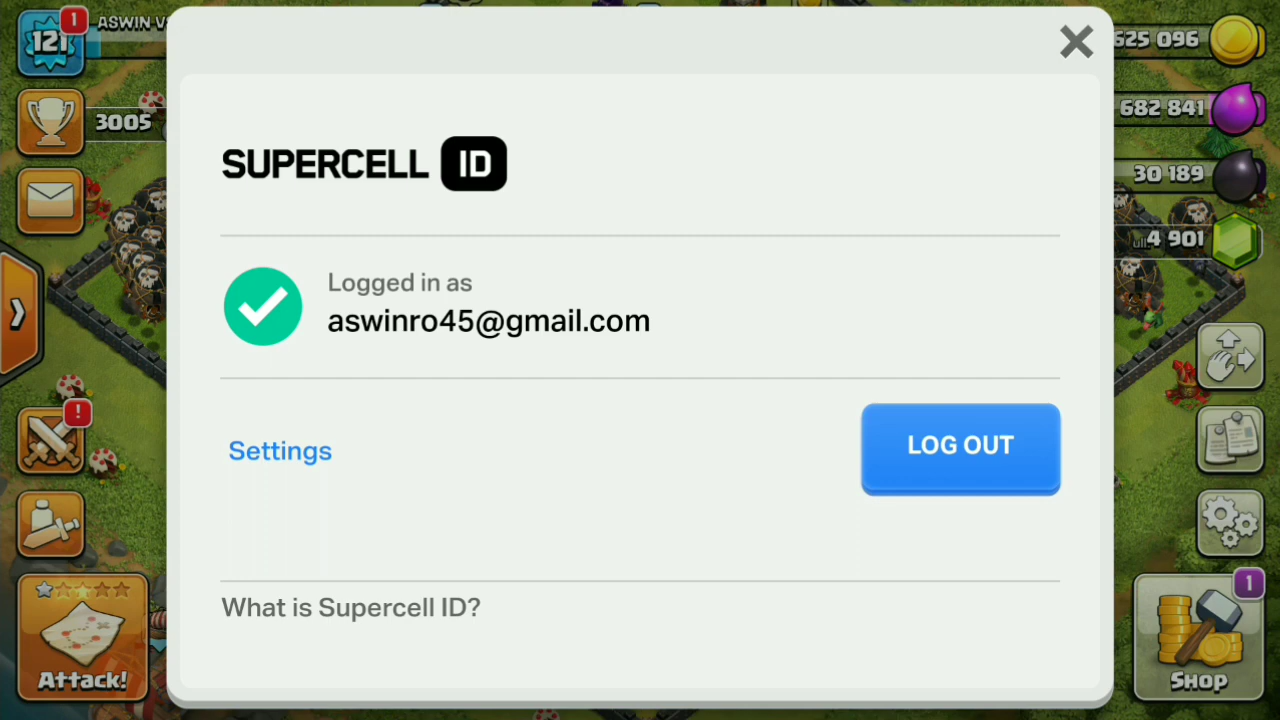 1
121
ASWIN V
3005
SUPERCELL ID
Logged in as
aswinro45@gmail.com
Settings
LOG OUT
What is Supercell ID?
625 096
682 841
30 189
4 901
!
Attack!
1
SHOP